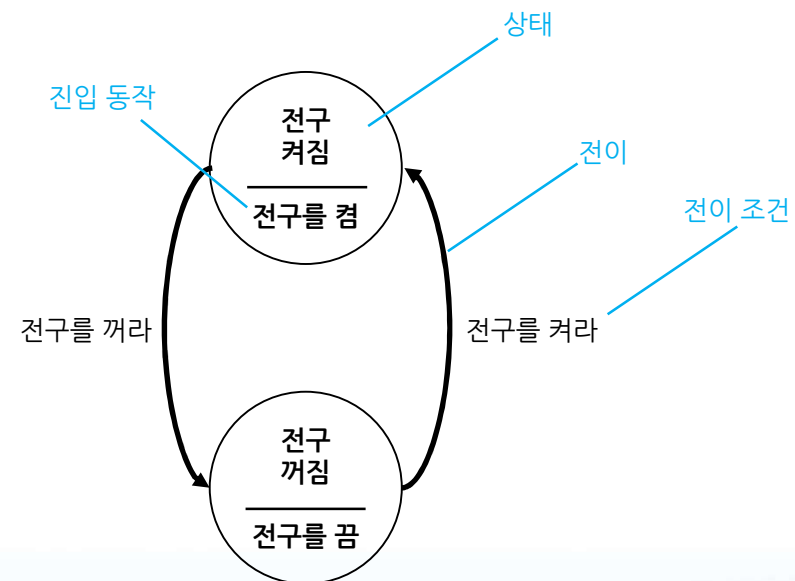 상태
진입 동작
전구
켜짐
전구를 켬
전이
전이 조건
전구를 꺼라
전구를 켜라
전구
꺼짐
전구를 끔